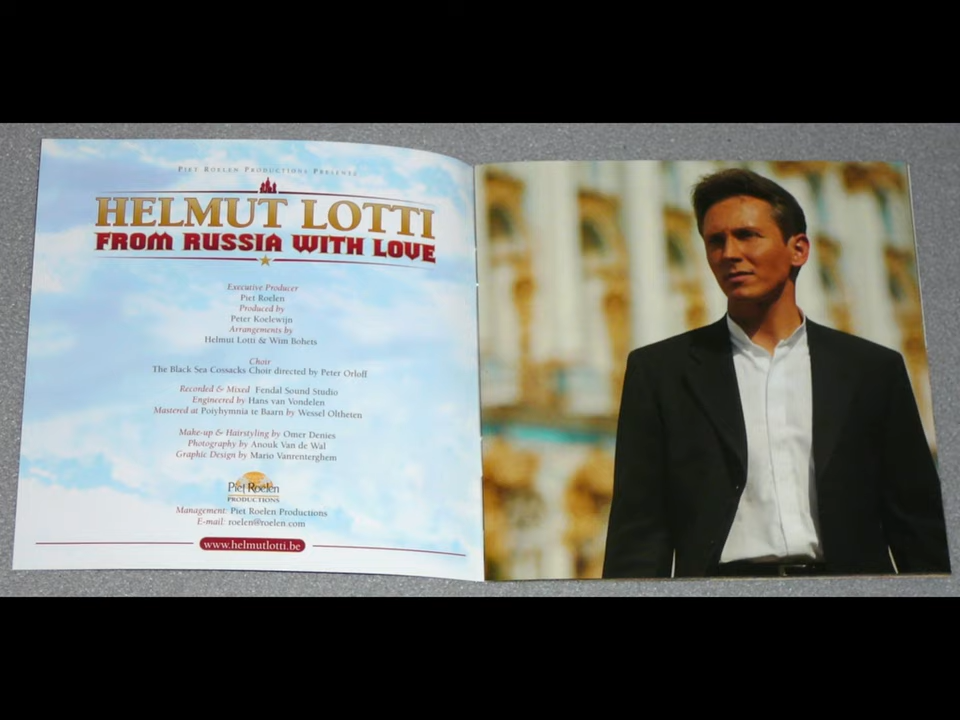 PIET ROELEN PRODUCTIONS PRESENTS
HELMUT LOTTI
FROM RUSSIA WITH LOVE
Executive Producer
Piet Roelen
Produced by
Peter Koelewijn
Arrangements by
Helmut Lotti & Wim Bohets
Choir
The Black Sea Cossacks Choir directed by Peter Orloff
Recorded & Mixed Fendal Sound Studio
Engineered by Hans van Vondelen
Mastered at Polyhymnia te Baarn by Wessel Oltheten
Make-up & Hairstyling by Omer Denies
Photography by Anouk Van de Wal
Graphic Design by Mario Vanrenterghem
Piet Roelen
PRODUCTIONS
Management: Piet Roelen Productions
E-mail: roelen@roelen.com
www.helmutlotti.be